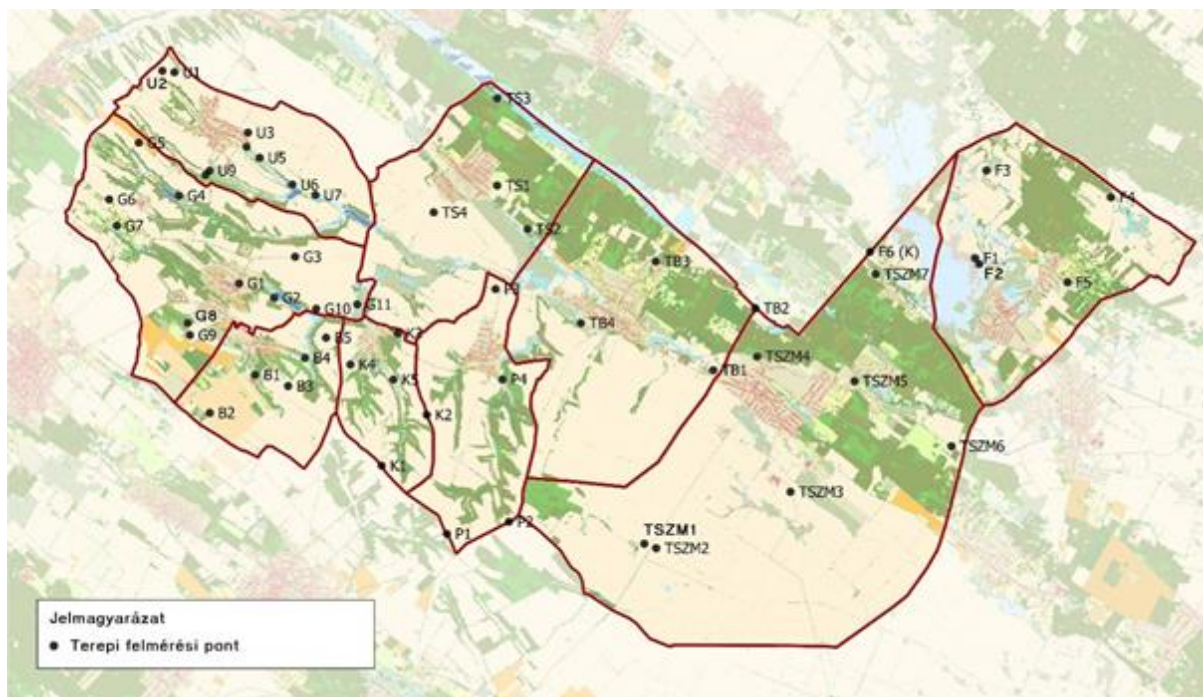 U2
U1
TS3
U3
G5
U5
F3
U9
U6
TS1
F4
G4
U7
G6
TS4
G7
TS2
F6 (K)
G3
TB3
F1
F2
TSZM7
G1
P3
F5
G2
G10
G11
TB2
G8
TB4
G9
B5
K3
B4
K4
TSZM4
TB1
B1
B3
K5
P4
TSZM5
B2
K2
TSZM6
K1
TSZM3
P2
P1
TSZM1
TSZM2
Jelmagyarázat
Terepi felmérési pont